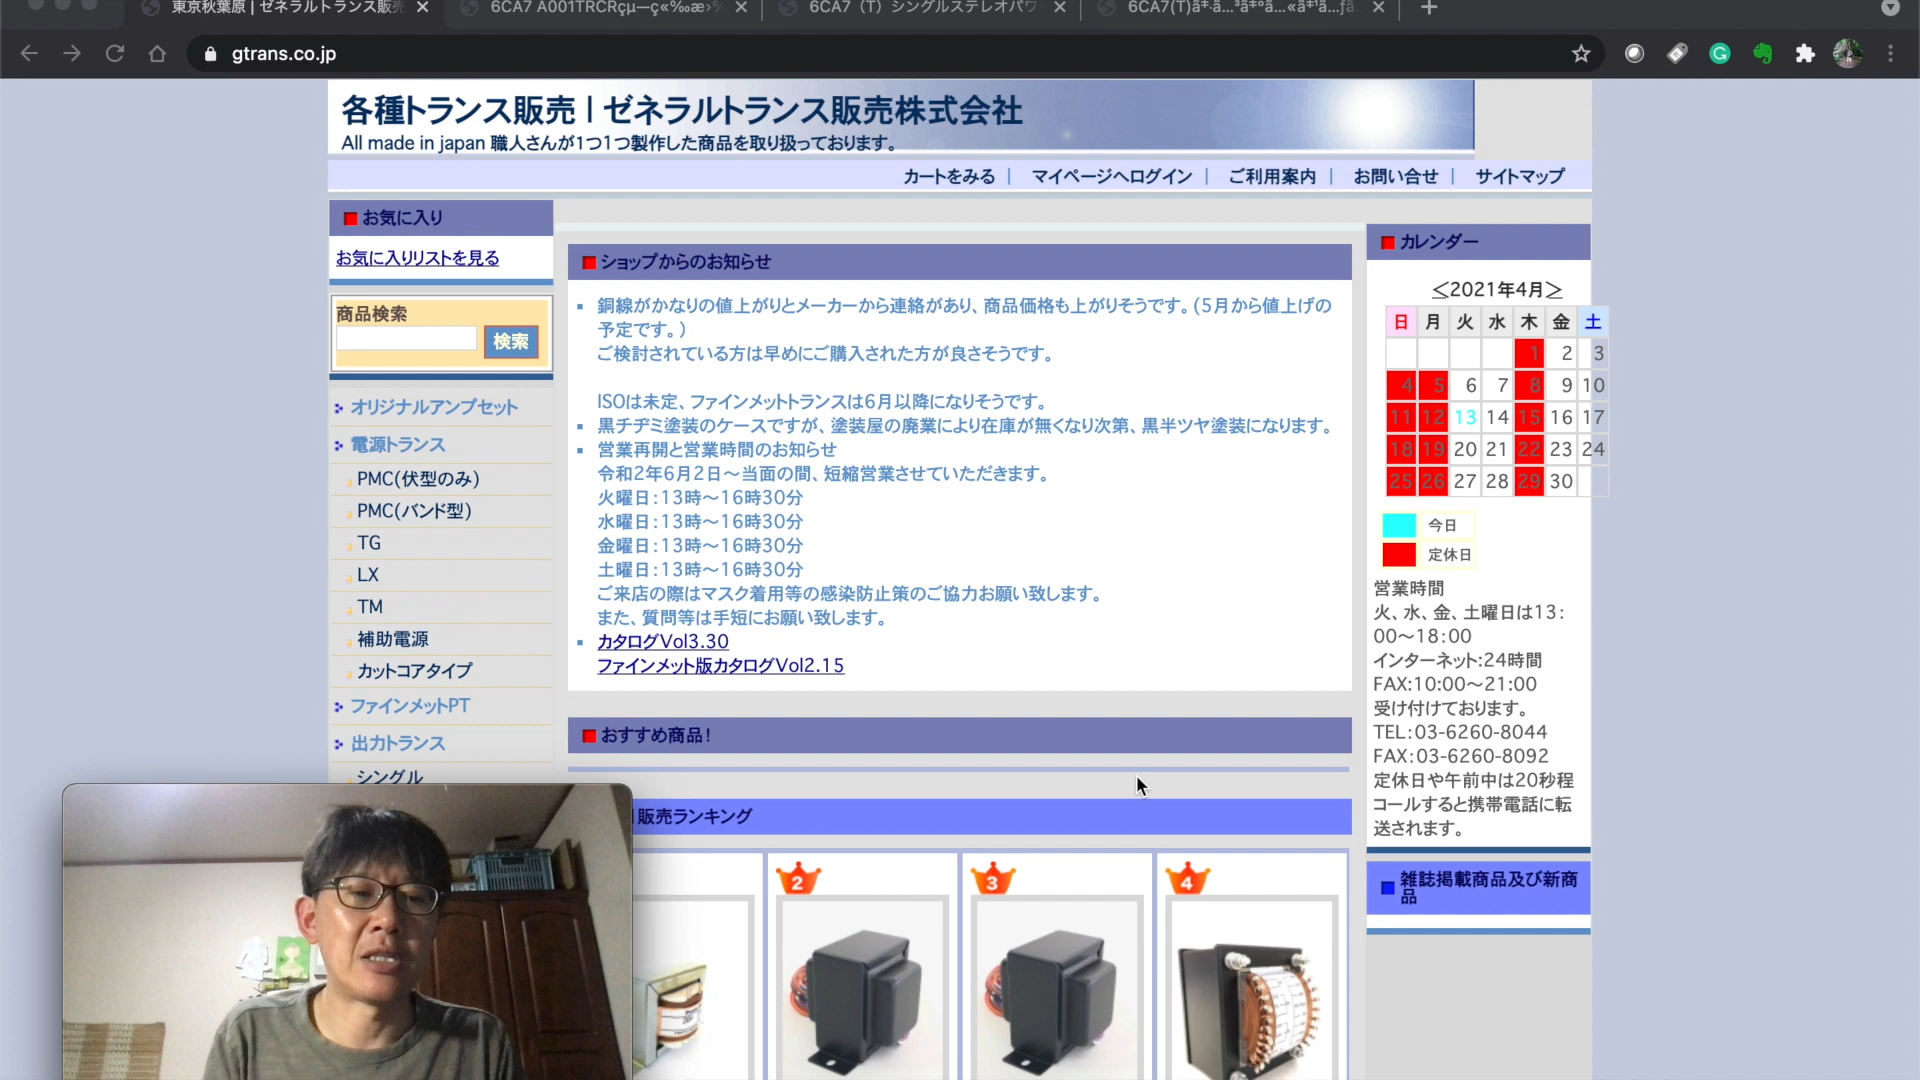 東京秋葉原 | ゼネラルトランス販売
6CA7
6CA7（T）シングルステレオパワ
6CA7(T)
gtrans.co.jp
各種トランス販売 | ゼネラルトランス販売株式会社
All made in japan 職人さんが1つ1つ製作した商品を取り扱っております。
カートをみる | マイページへログイン | ご利用案内 | お問い合せ | サイトマップ
お気に入り
お気に入りリストを見る
商品検索
検索
オリジナルアンプセット
電源トランス
PMC(伏型のみ)
PMC(バンド型)
TG
LX
TM
補助電源
カットコアタイプ
ファインメットPT
出力トランス
シングル
ショップからのお知らせ
銅線がかなりの値上がりとメーカーから連絡があり、商品価格も上がりそうです。(5月から値上げの
予定です。)
ご検討されている方は早めにご購入された方が良さそうです。
ISOは未定、ファインメットトランスは6月以降になりそうです。
黒チヂミ塗装のケースですが、塗装屋の廃業により在庫が無くなり次第、黒半ツヤ塗装になります。
営業再開と営業時間のお知らせ
令和2年6月2日～当面の間、短縮営業させていただきます。
火曜日：13時～16時30分
水曜日：13時～16時30分
金曜日：13時～16時30分
土曜日：13時～16時30分
ご来店の際はマスク着用等の感染防止策のご協力お願い致します。
また、質問等は手短にお願い致します。
カタログVol3.30
ファインメット版カタログVol2.15
おすすめ商品！
販売ランキング
2
3
4
カレンダー
<2021年4月>
日 月 火 水 木 金 土
1 2 3
4 5 6 7 8 9 10
11 12 13 14 15 16 17
18 19 20 21 22 23 24
25 26 27 28 29 30
今日
定休日
営業時間
火、水、金、土曜日は13：
00～18：00
インターネット:24時間
FAX:10:00～21:00
受け付けております。
TEL：03-6260-8044
FAX：03-6260-8092
定休日や午前中は20秒程
コールすると携帯電話に転
送されます。
雑誌掲載商品及び新商
品